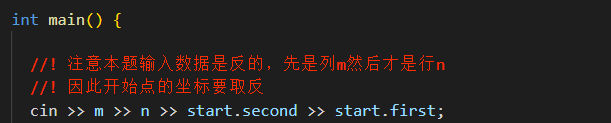 int main() {
//! 注意本题输入数据是反的，先是列m然后才是行n
//! 因此开始点的坐标要取反
cin >> m >> n >> start.second >> start.first;